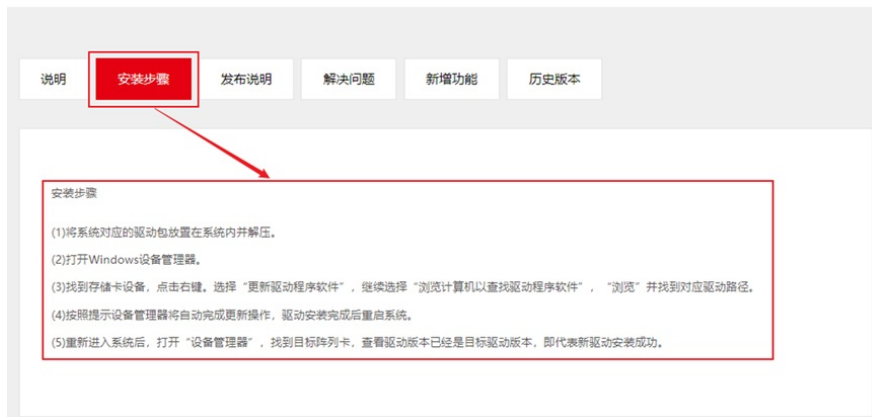 说明 安装步骤 发布说明 解决问题 新增功能 历史版本
安装步骤
(1)将系统对应的驱动包放置在系统内并解压。
(2)打开Windows设备管理器。
(3)找到存储卡设备，点击右键。选择“更新驱动程序软件”，继续选择“浏览计算机以查找驱动程序软件”，“浏览”并找到对应驱动路径。
(4)按照提示设备管理器将自动完成更新操作，驱动安装完成后重启系统。
(5)重新进入系统后，打开“设备管理器”，找到目标阵列卡，查看驱动版本已经是目标驱动版本，即代表新驱动安装成功。